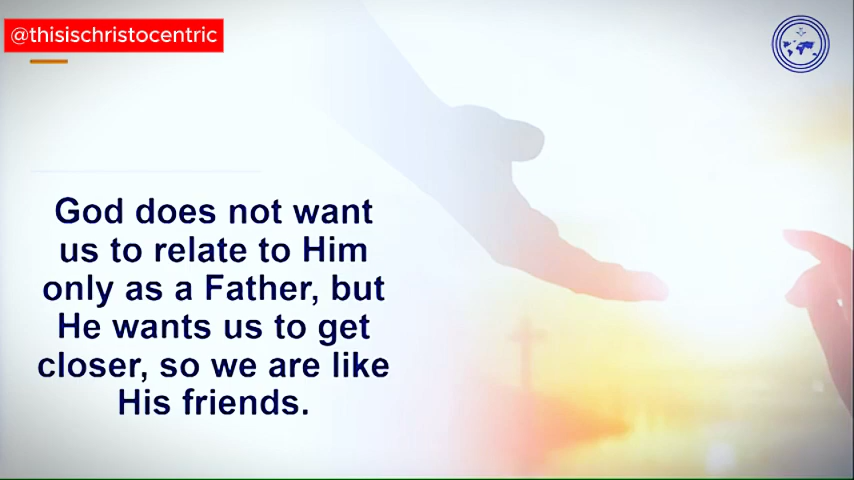 @thisischristocentric
God does not want
us to relate to Him
only as a Father, but
He wants us to get
closer, so we are like
His friends.